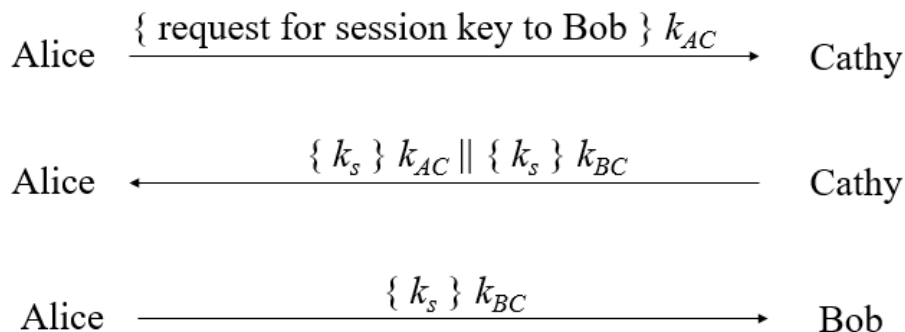 { request for session key to Bob } k_AC
Alice Cathy
{ k_s } k_AC || { k_s } k_BC
Alice Cathy
{ k_s } k_BC
Alice Bob